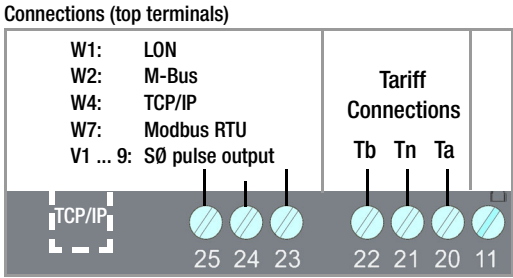 Connections (top terminals)
W1: LON
W2: M-Bus
W4: TCP/IP
W7: Modbus RTU
V1 ... 9: SØ pulse output
Tariff
Connections
Tb Tn Ta
TCP/IP
25 24 23 22 21 20 11